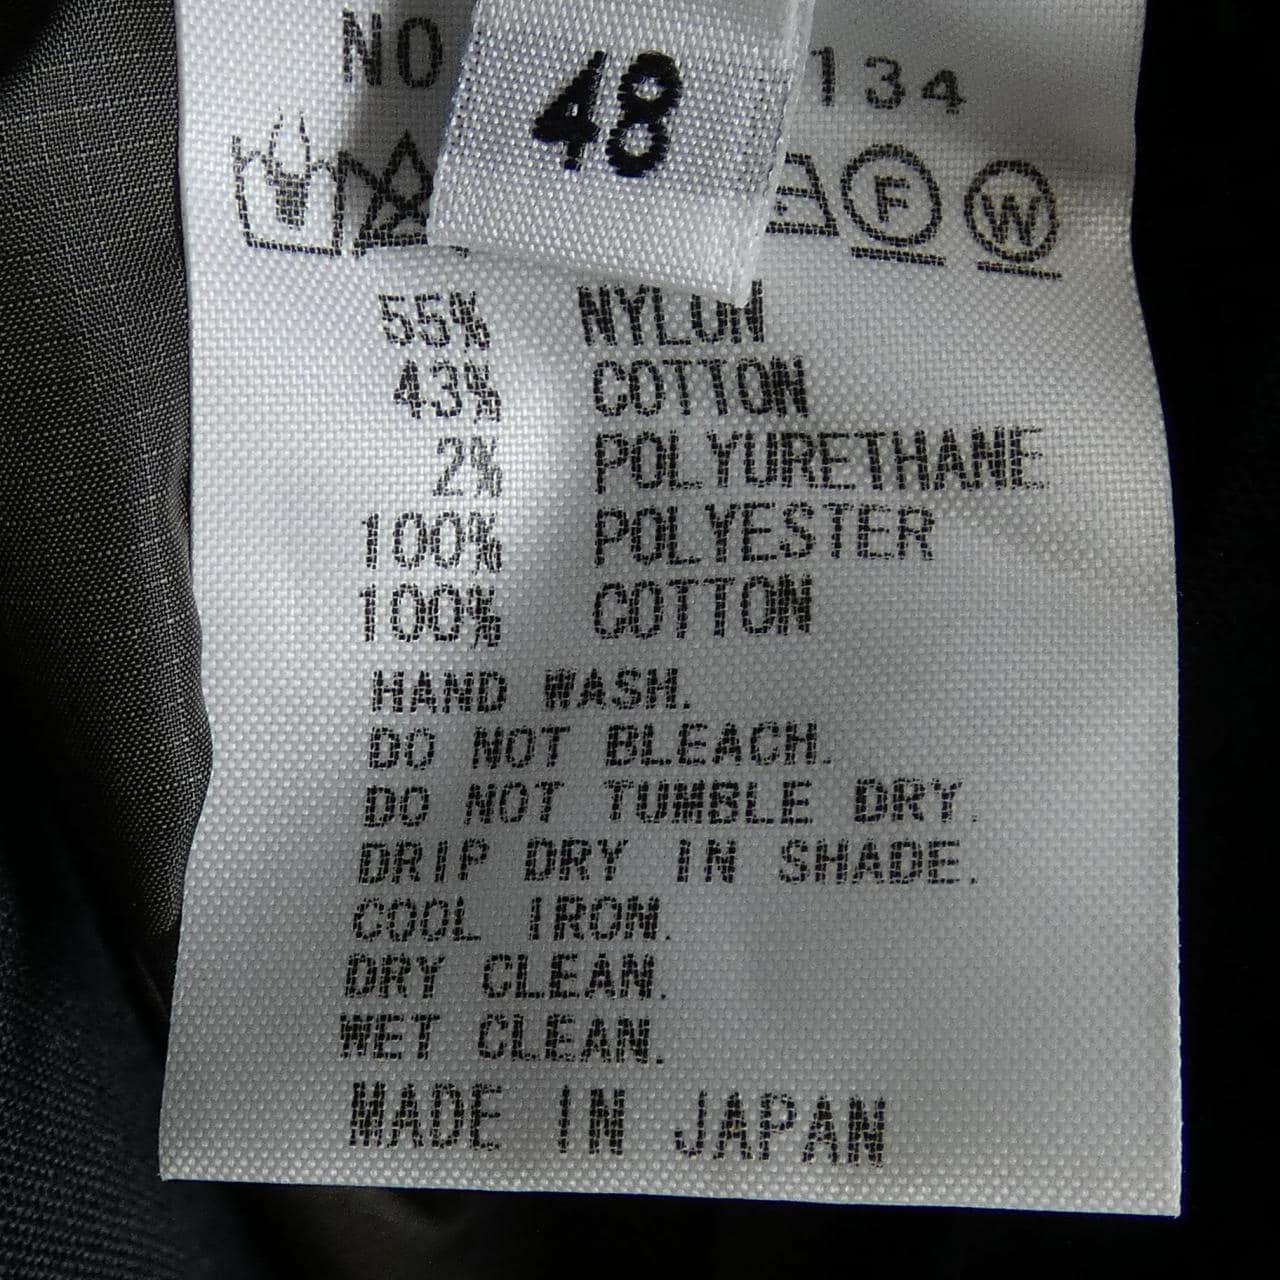 NO 134
48
F W
55% NYLON
43% COTTON
2% POLYURETHANE
100% POLYESTER
100% COTTON
HAND WASH.
DO NOT BLEACH.
DO NOT TUMBLE DRY.
DRIP DRY IN SHADE.
COOL IRON.
DRY CLEAN.
WET CLEAN.
MADE IN JAPAN